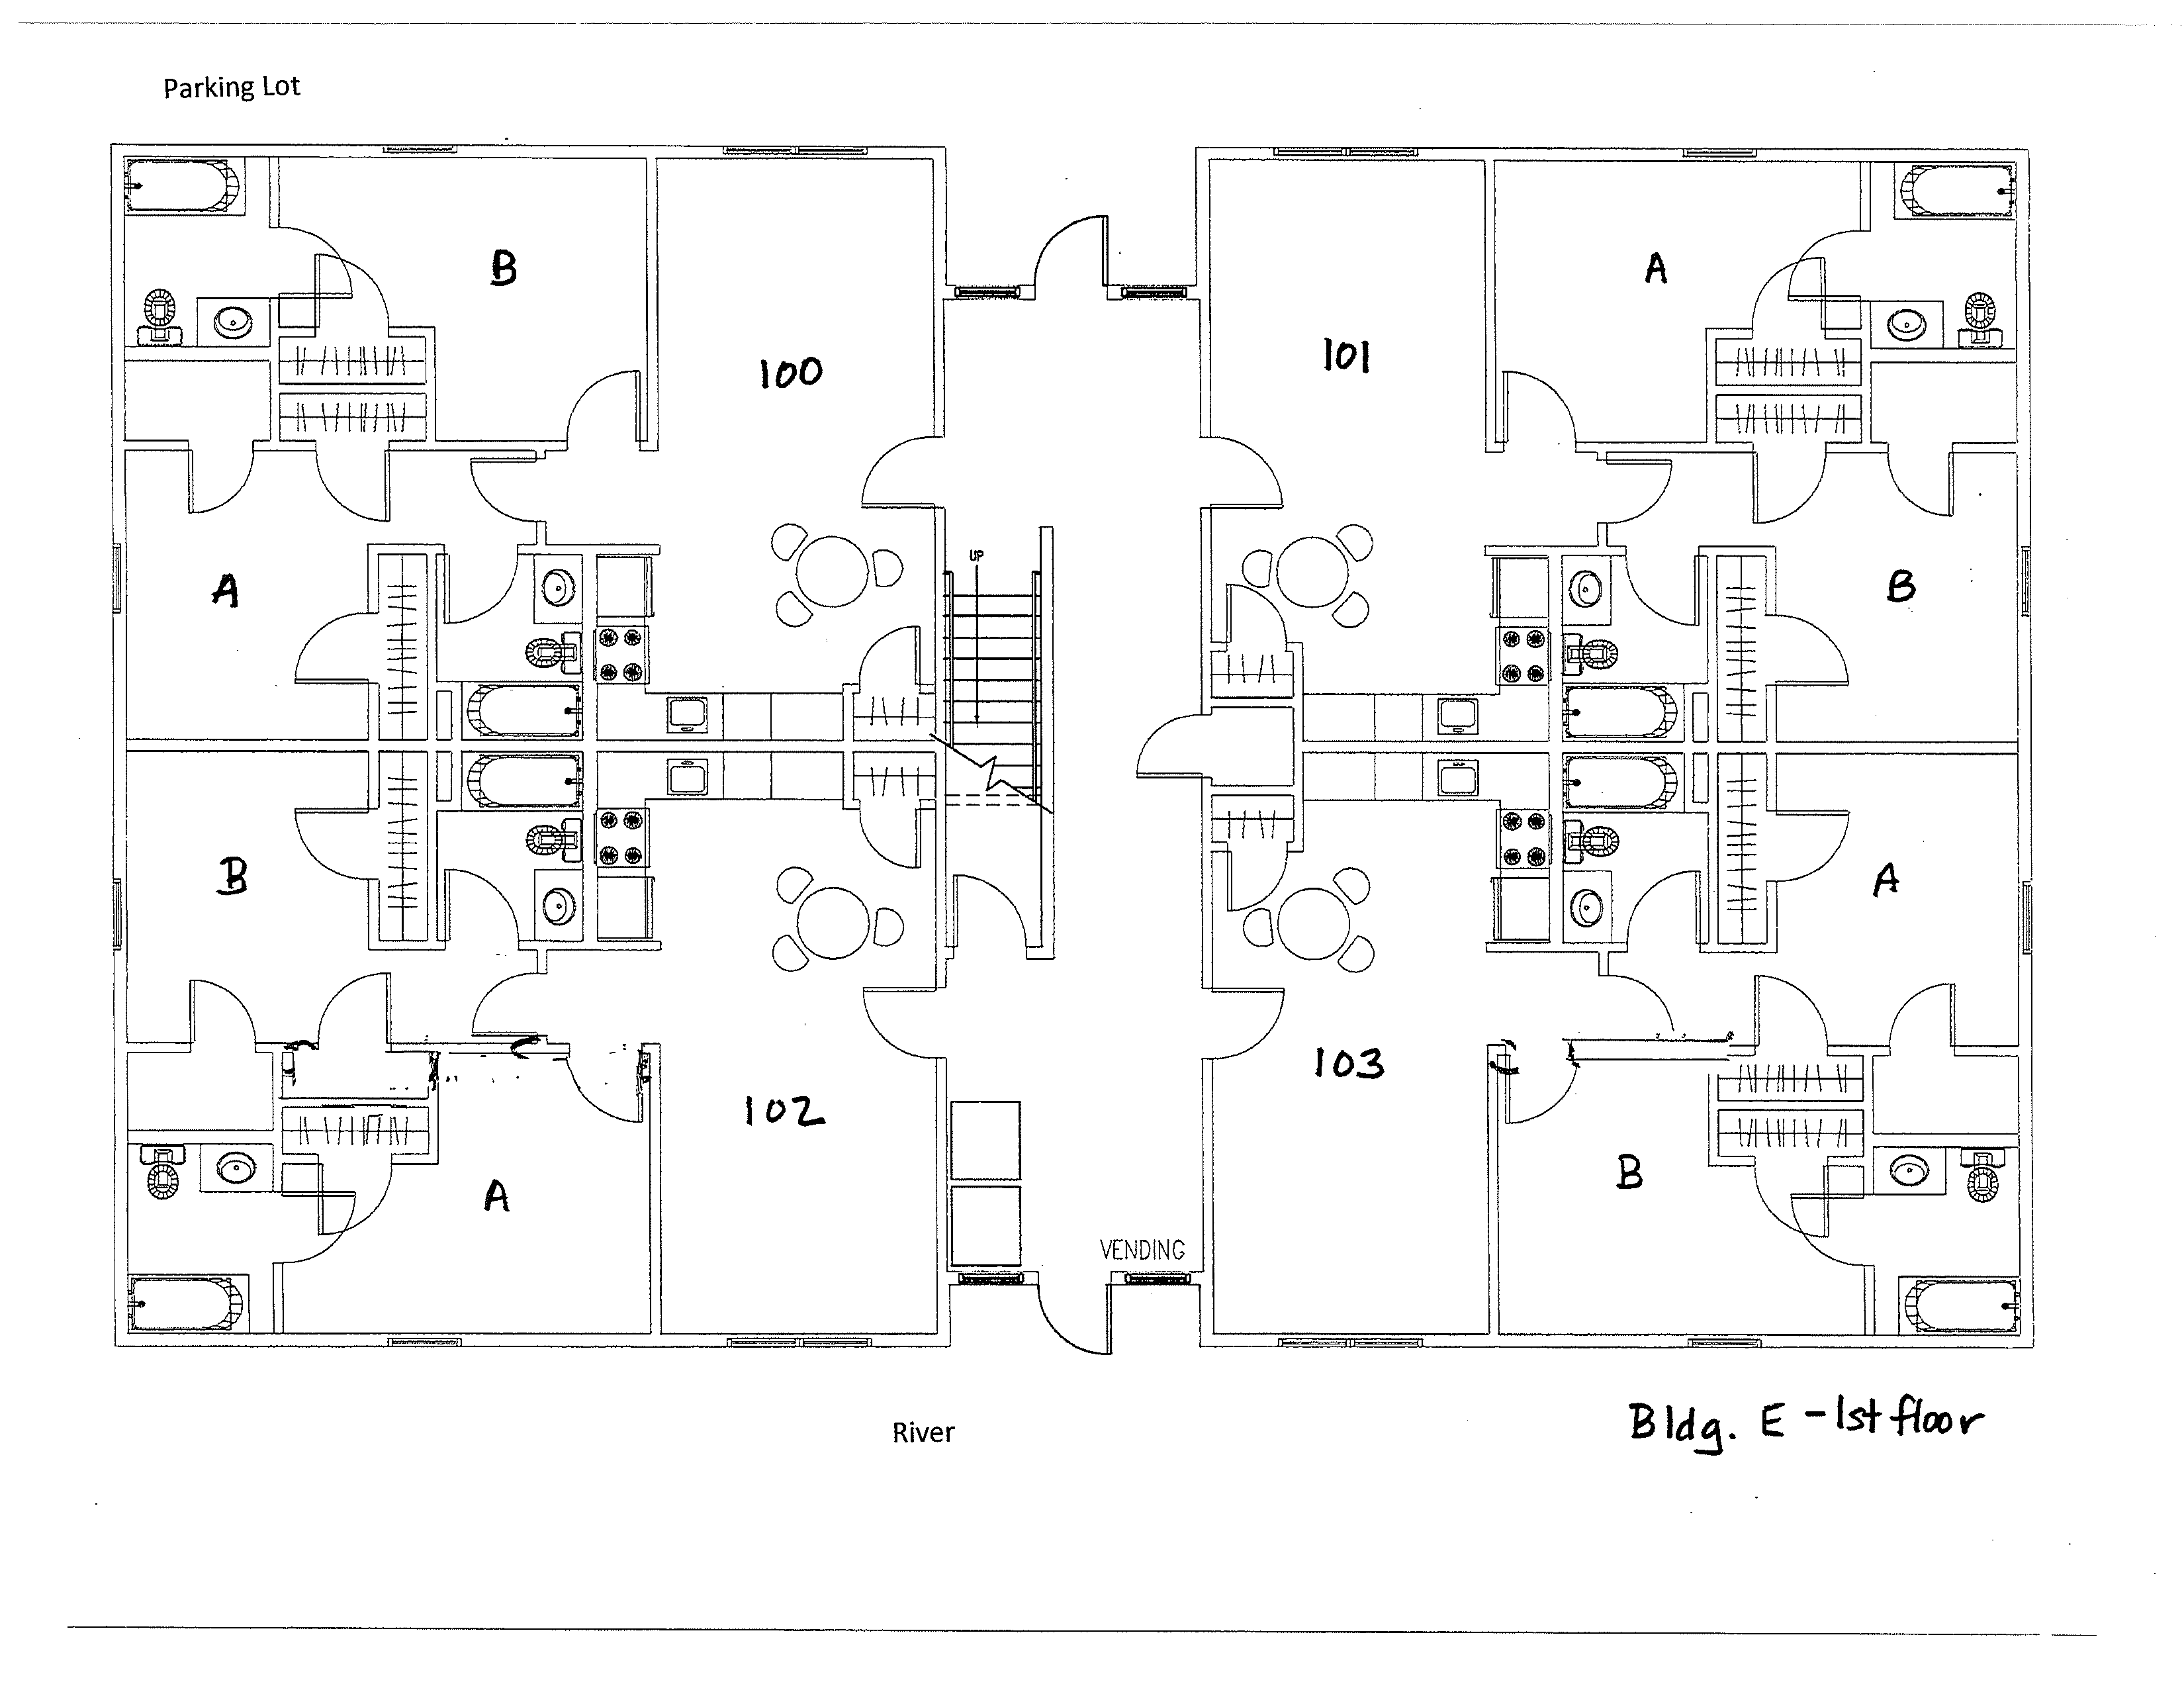 Parking Lot
B
A
100
101
UP
A
B
B
A
102
103
A
B
VENDING
River
Bldg. E - 1st floor